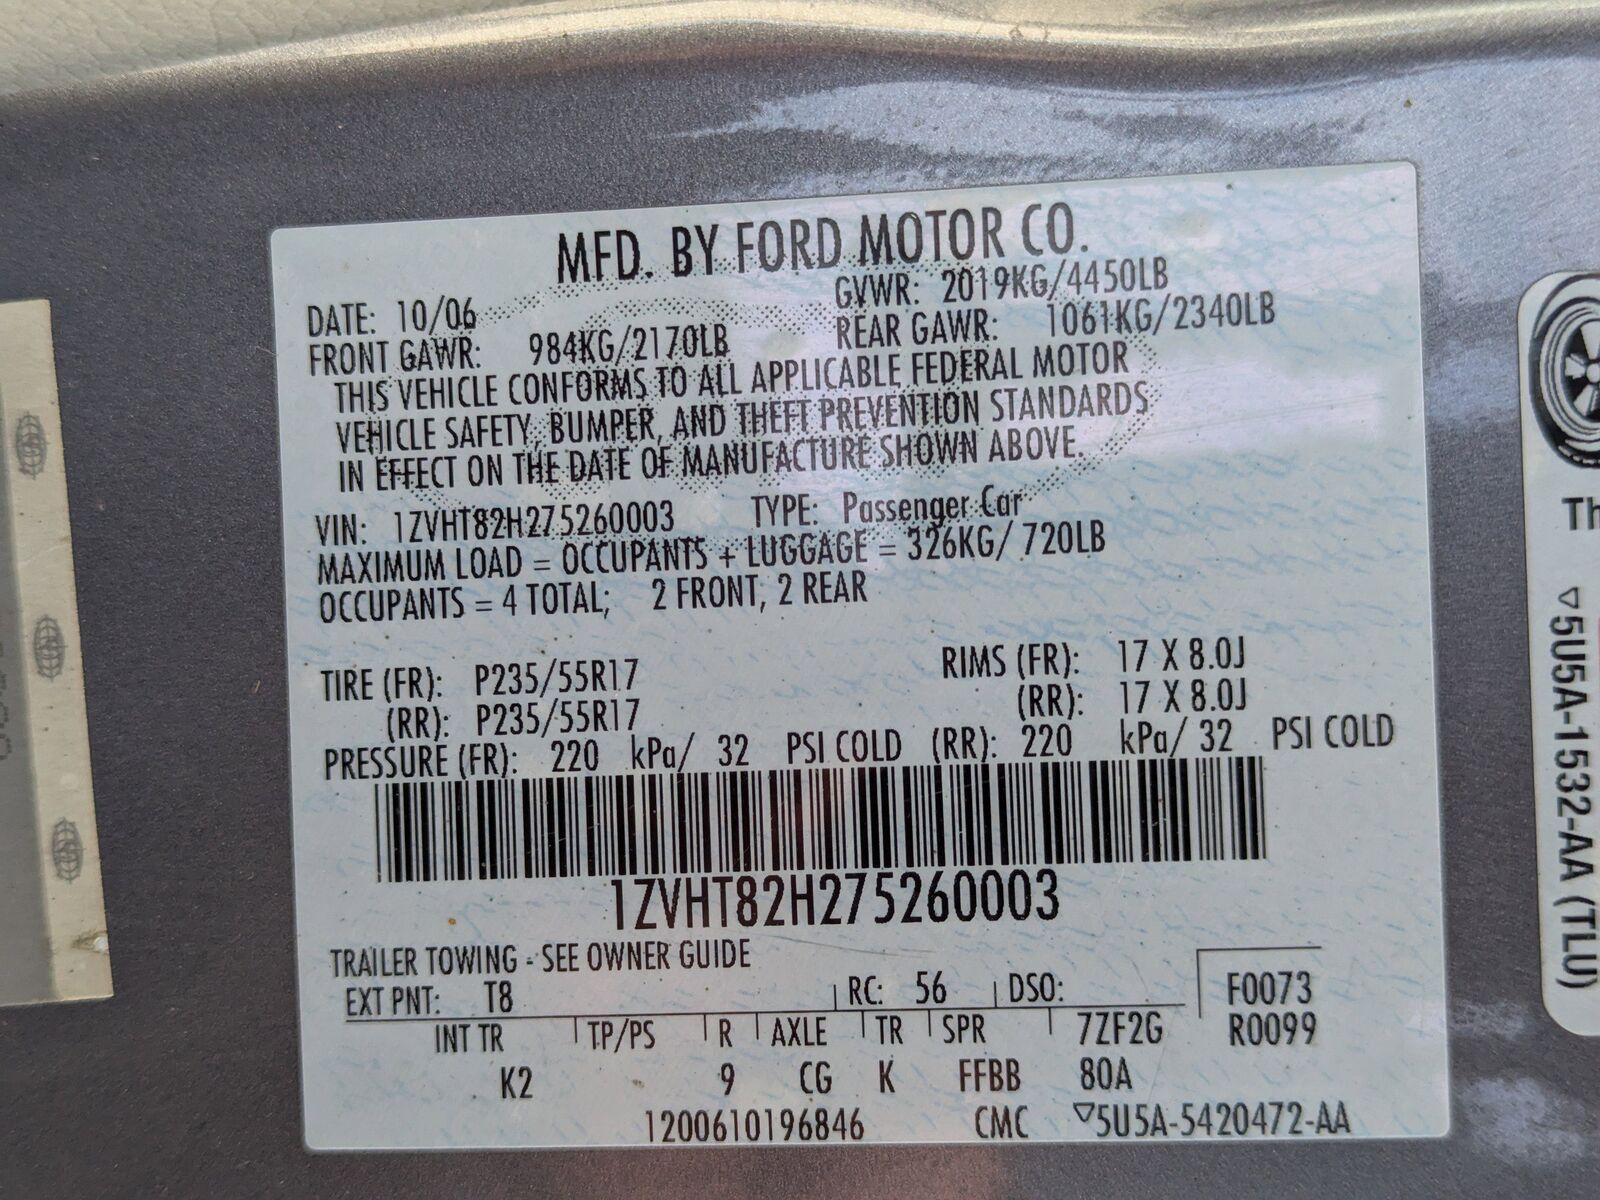 MFD. BY FORD MOTOR CO.
DATE: 10/06 GVWR: 2019KG/4450LB
FRONT GAWR: 984KG/2170LB REAR GAWR: 1061KG/2340LB
THIS VEHICLE CONFORMS TO ALL APPLICABLE FEDERAL MOTOR
VEHICLE SAFETY, BUMPER, AND THEFT PREVENTION STANDARDS
IN EFFECT ON THE DATE OF MANUFACTURE SHOWN ABOVE.
VIN: 1ZVHT82H275260003 TYPE: Passenger Car
MAXIMUM LOAD = OCCUPANTS + LUGGAGE = 326KG/ 720LB
OCCUPANTS = 4 TOTAL; 2 FRONT, 2 REAR
TIRE (FR): P235/55R17 RIMS (FR): 17 X 8.0J
(RR): P235/55R17 (RR): 17 X 8.0J
PRESSURE (FR): 220 kPa/ 32 PSI COLD (RR): 220 kPa/ 32 PSI COLD
1ZVHT82H275260003
TRAILER TOWING - SEE OWNER GUIDE
EXT PNT: T8 RC: 56 DSO: F0073
INT TR TP/PS R AXLE TR SPR 7ZF2G R0099
K2 9 CG K FFBB 80A
1200610196846 CMC ▽5U5A-5420472-AA
Th
▽5U5A-1532-AA (TLU)